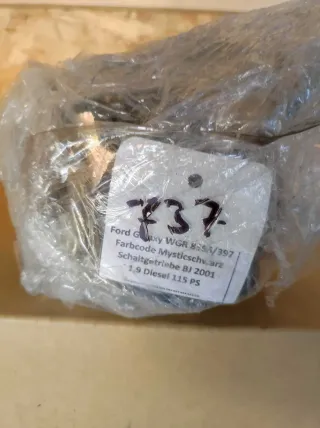 737
Ford Galaxy WGR
Farbcode Mysticschwarz
Schaltgetriebe BJ 2001
1,9 Diesel 115 PS